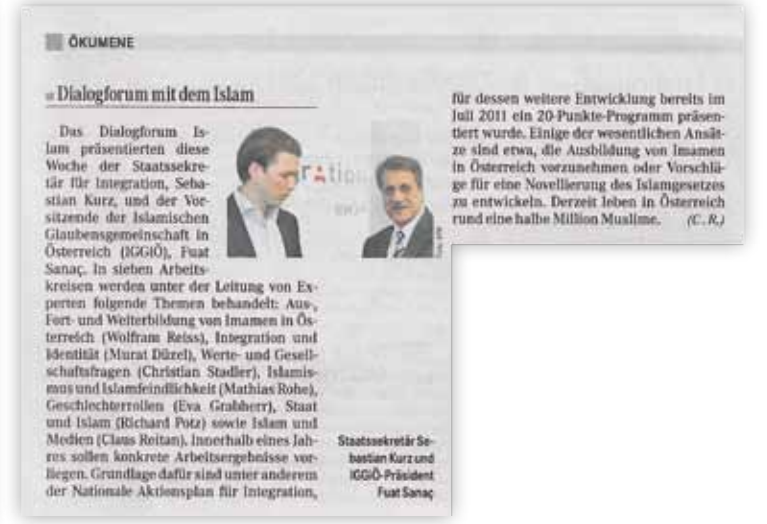 ÖKUMENE
Dialogforum mit dem Islam
Das Dialogforum Is-
lam präsentierten diese
Woche der Staatssekre-
tär für Integration, Seba-
stian Kurz, und der Vor-
sitzende der Islamischen
Glaubensgemeinschaft in
Österreich (IGGiÖ), Fuat
Sanaç. In sieben Arbeits-
kreisen werden unter der Leitung von Ex-
perten folgende Themen behandelt: Aus-,
Fort- und Weiterbildung von Imamen in Ös-
terreich (Wolfram Reiss), Integration und
Identität (Murat Düzel), Werte- und Gesell-
schaftsfragen (Christian Stadler), Islamis-
mus und Islamfeindlichkeit (Mathias Rohe),
Geschlechterrollen (Eva Grabherr), Staat
und Islam (Richard Potz) sowie Islam und
Medien (Claus Reitan). Innerhalb eines Jah-
res sollen konkrete Arbeitsergebnisse vor-
liegen. Grundlage dafür sind unter anderem
der Nationale Aktionsplan für Integration,
Staatssekretär Se-
bastian Kurz und
IGGiÖ-Präsident
Fuat Sanaç
für dessen weitere Entwicklung bereits im
Juli 2011 ein 20-Punkte-Programm präsen-
tiert wurde. Einige der wesentlichen Ansät-
ze sind etwa, die Ausbildung von Imamen
in Österreich vorzunehmen oder Vorschlä-
ge für eine Novellierung des Islamgesetzes
zu entwickeln. Derzeit leben in Österreich
rund eine halbe Million Muslime. (C. R.)